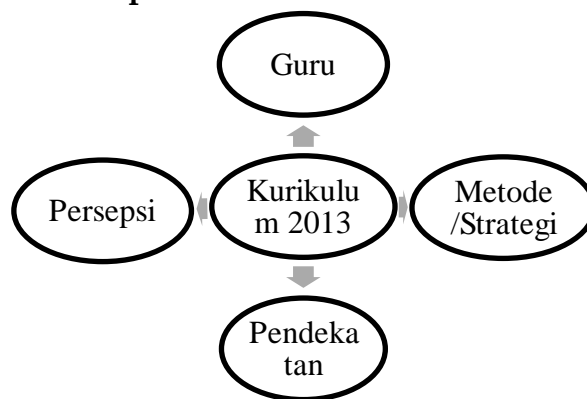 Guru
Persepsi
Kurikulu
m 2013
Metode
/Strategi
Pendeka
tan